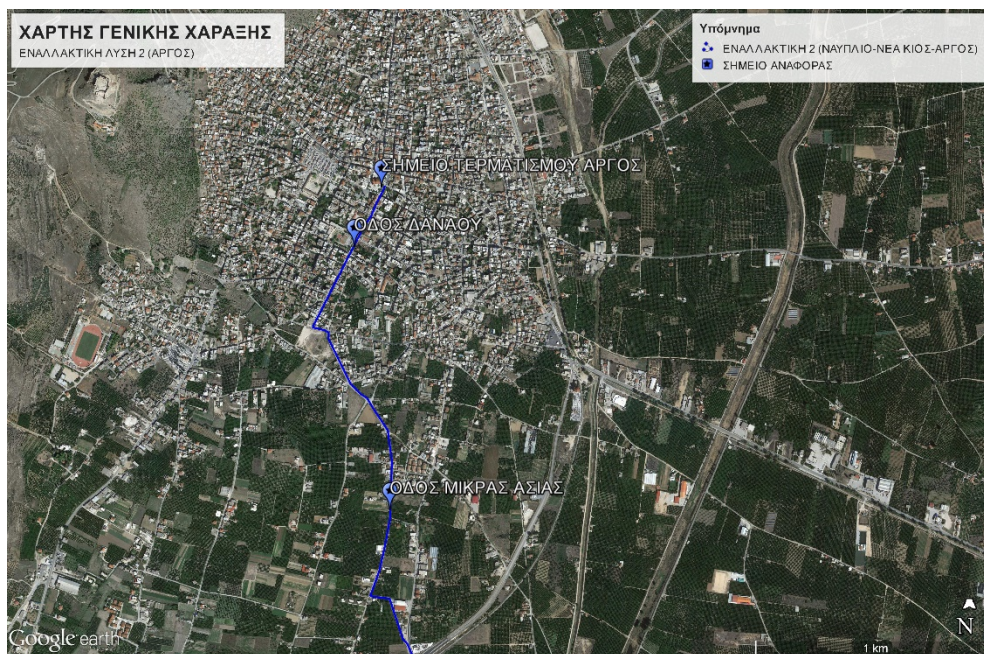 ΧΑΡΤΗΣ ΓΕΝΙΚΗΣ ΧΑΡΑΞΗΣ
ΕΝΑΛΛΑΚΤΙΚΗ ΛΥΣΗ 2 (ΑΡΓΟΣ)
Υπόμνημα
ΕΝΑΛΛΑΚΤΙΚΗ 2 (ΝΑΥΠΛΙΟ-ΝΕΑ ΚΙΟΣ-ΑΡΓΟΣ)
ΣΗΜΕΙΟ ΑΝΑΦΟΡΑΣ
ΣΗΜΕΙΟ ΤΕΡΜΑΤΙΣΜΟΥ ΑΡΓΟΣ
ΟΔΟΣ ΔΑΝΑΟΥ
ΟΔΟΣ ΜΙΚΡΑΣ ΑΣΙΑΣ
Google earth
1 km
N